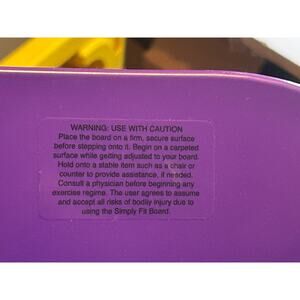 WARNING: USE WITH CAUTION
Place the board on a firm, secure surface
before stepping onto it. Begin on a carpeted
surface while getting adjusted to your board.
Hold onto a stable item such as a chair or
counter to provide assistance, if needed.
Consult a physician before beginning any
exercise regime. The user agrees to assume
and accept all risks of bodily injury due to
using the Simply Fit Board.